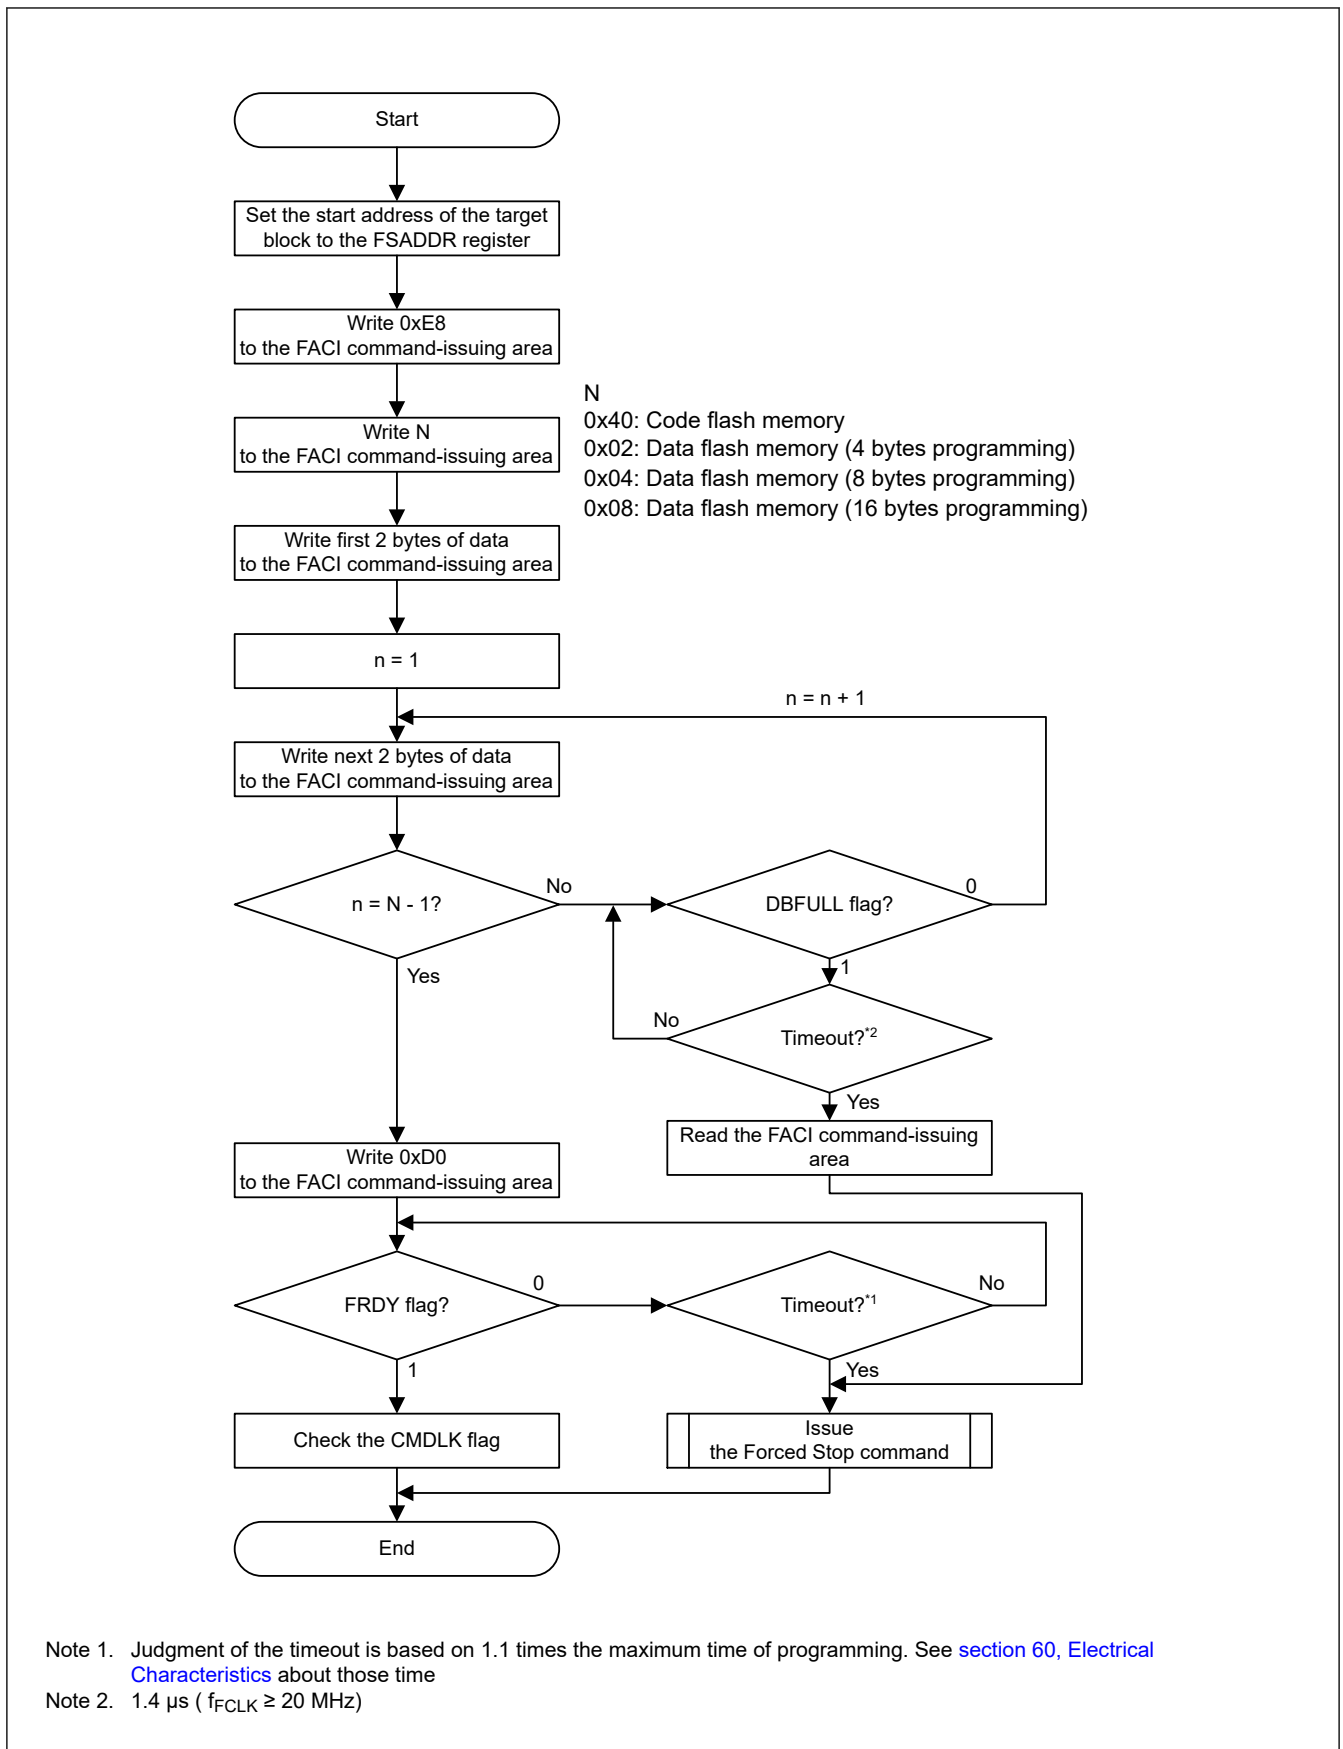 Start
Set the start address of the target
block to the FSADDR register
Write 0xE8
to the FACI command-issuing area
Write N
to the FACI command-issuing area
N
0x40: Code flash memory
0x02: Data flash memory (4 bytes programming)
0x04: Data flash memory (8 bytes programming)
0x08: Data flash memory (16 bytes programming)
Write first 2 bytes of data
to the FACI command-issuing area
n = 1
n = n + 1
Write next 2 bytes of data
to the FACI command-issuing area
n = N - 1?
No
DBFULL flag?
0
Yes
1
No
Timeout?*2
Yes
Read the FACI command-issuing
area
Write 0xD0
to the FACI command-issuing area
FRDY flag?
0
Timeout?*1
No
1
Yes
Check the CMDLK flag
Issue
the Forced Stop command
End
Note 1. Judgment of the timeout is based on 1.1 times the maximum time of programming. See section 60, Electrical
Characteristics about those time
Note 2. 1.4 µs ( fFCLK ≥ 20 MHz)